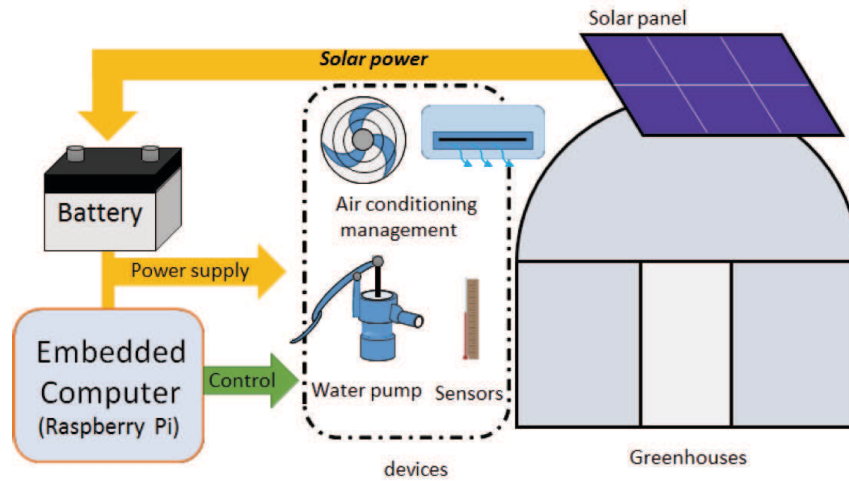 Solar panel
Solar power
Battery
Air conditioning
management
Power supply
Embedded
Computer
(Raspberry Pi)
Control
Water pump
Sensors
devices
Greenhouses